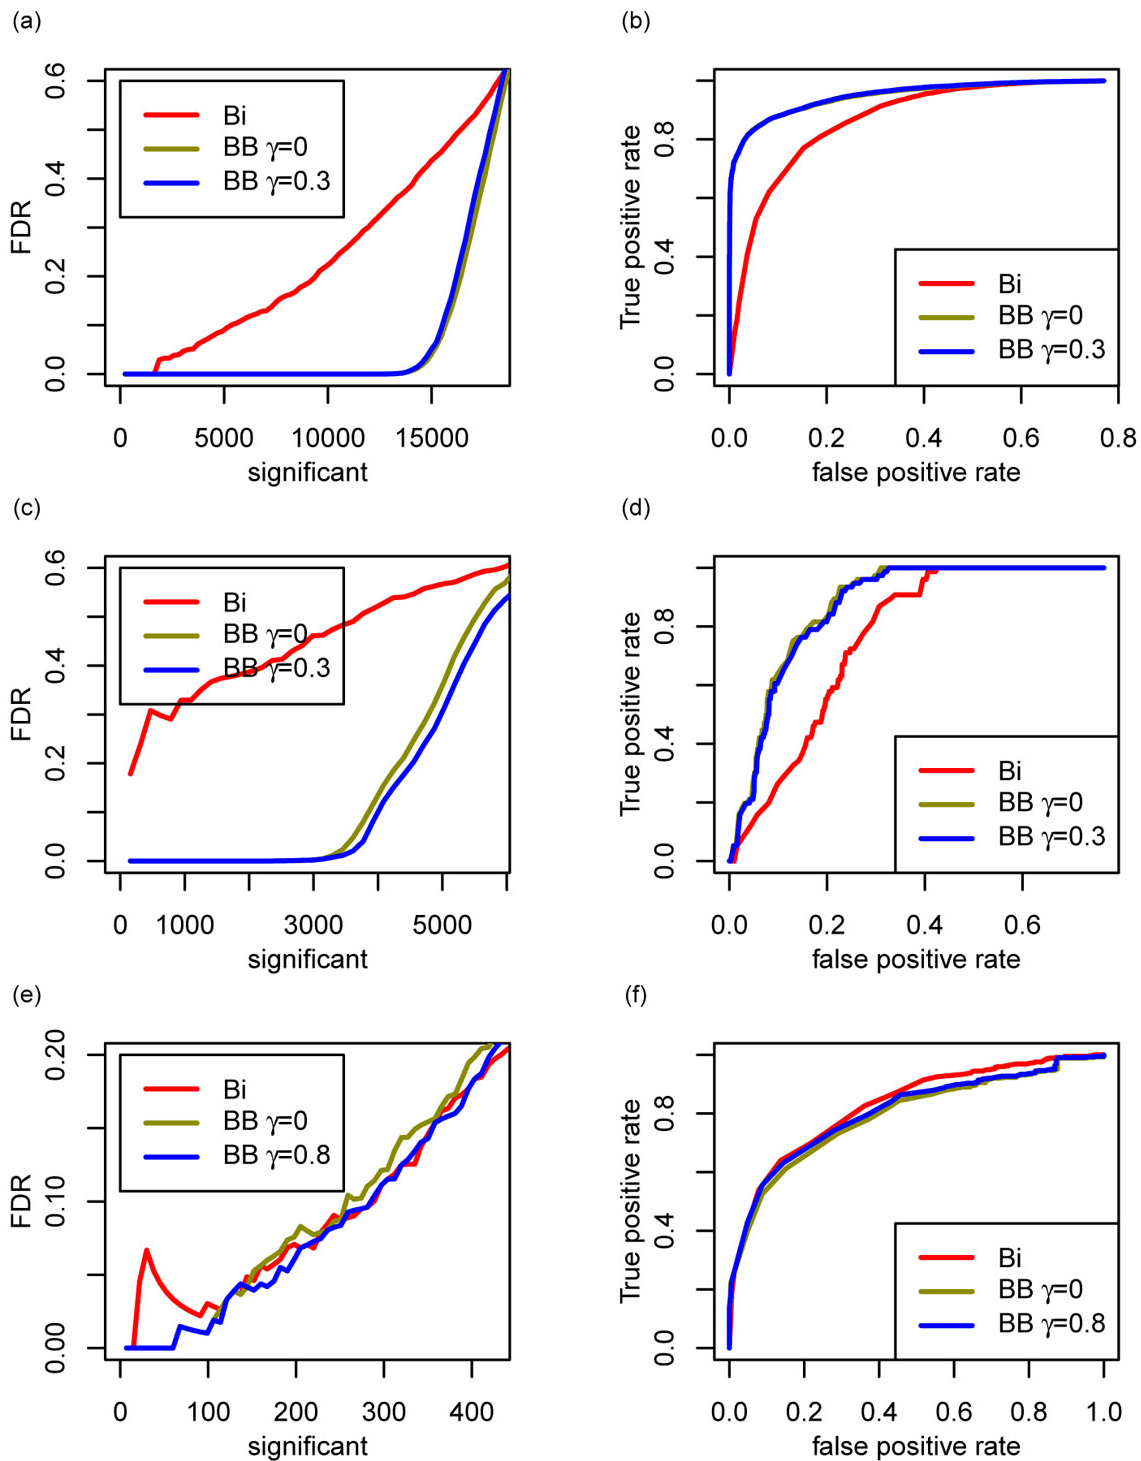 (a)
FDR
0.0 0.2 0.4 0.6
Bi
BB γ=0
BB γ=0.3
0 5000 10000 15000
significant
(b)
True positive rate
0.0 0.4 0.8
Bi
BB γ=0
BB γ=0.3
0.0 0.2 0.4 0.6 0.8
false positive rate
(c)
FDR
0.0 0.2 0.4 0.6
Bi
BB γ=0
BB γ=0.3
0 1000 3000 5000
significant
(d)
True positive rate
0.0 0.4 0.8
Bi
BB γ=0
BB γ=0.3
0.0 0.2 0.4 0.6
false positive rate
(e)
FDR
0.00 0.10 0.20
Bi
BB γ=0
BB γ=0.8
0 100 200 300 400
significant
(f)
True positive rate
0.0 0.4 0.8
Bi
BB γ=0
BB γ=0.8
0.0 0.2 0.4 0.6 0.8 1.0
false positive rate